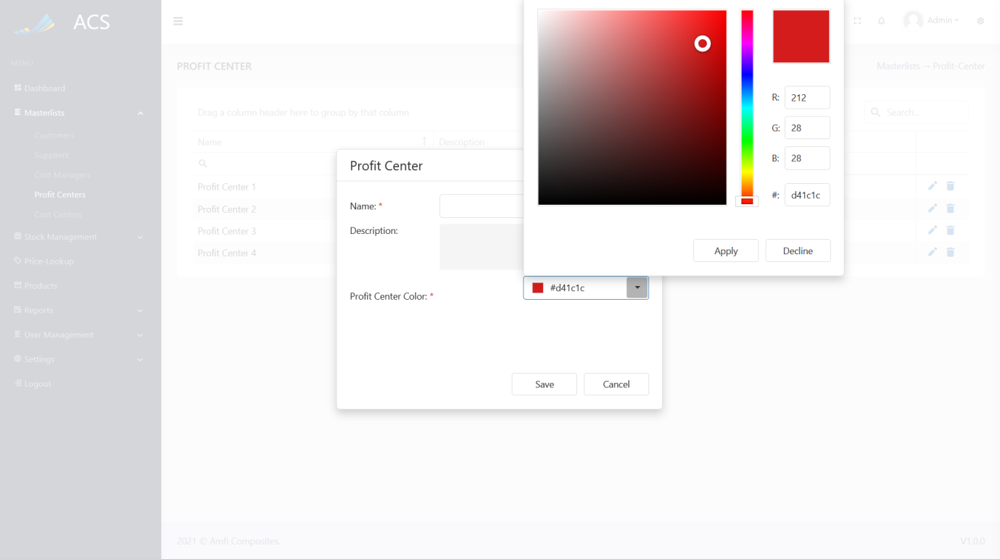 ACS
Admin
MENU
PROFIT CENTER
Masterlists → Profit-Center
Dashboard
Masterlists
Customers
Suppliers
Cost Managers
Profit Centers
Cost Centers
Stock Management
Price-Lookup
Products
Reports
User Management
Settings
Logout
Drag a column header here to group by that column
Search...
Name
Description
Profit Center 1
Profit Center 2
Profit Center 3
Profit Center 4
Profit Center
Name: *
Description:
Profit Center Color: *
#d41c1c
Save
Cancel
R: 212
G: 28
B: 28
#: d41c1c
Apply
Decline
2021 © Amfi Composites.
V1.0.0